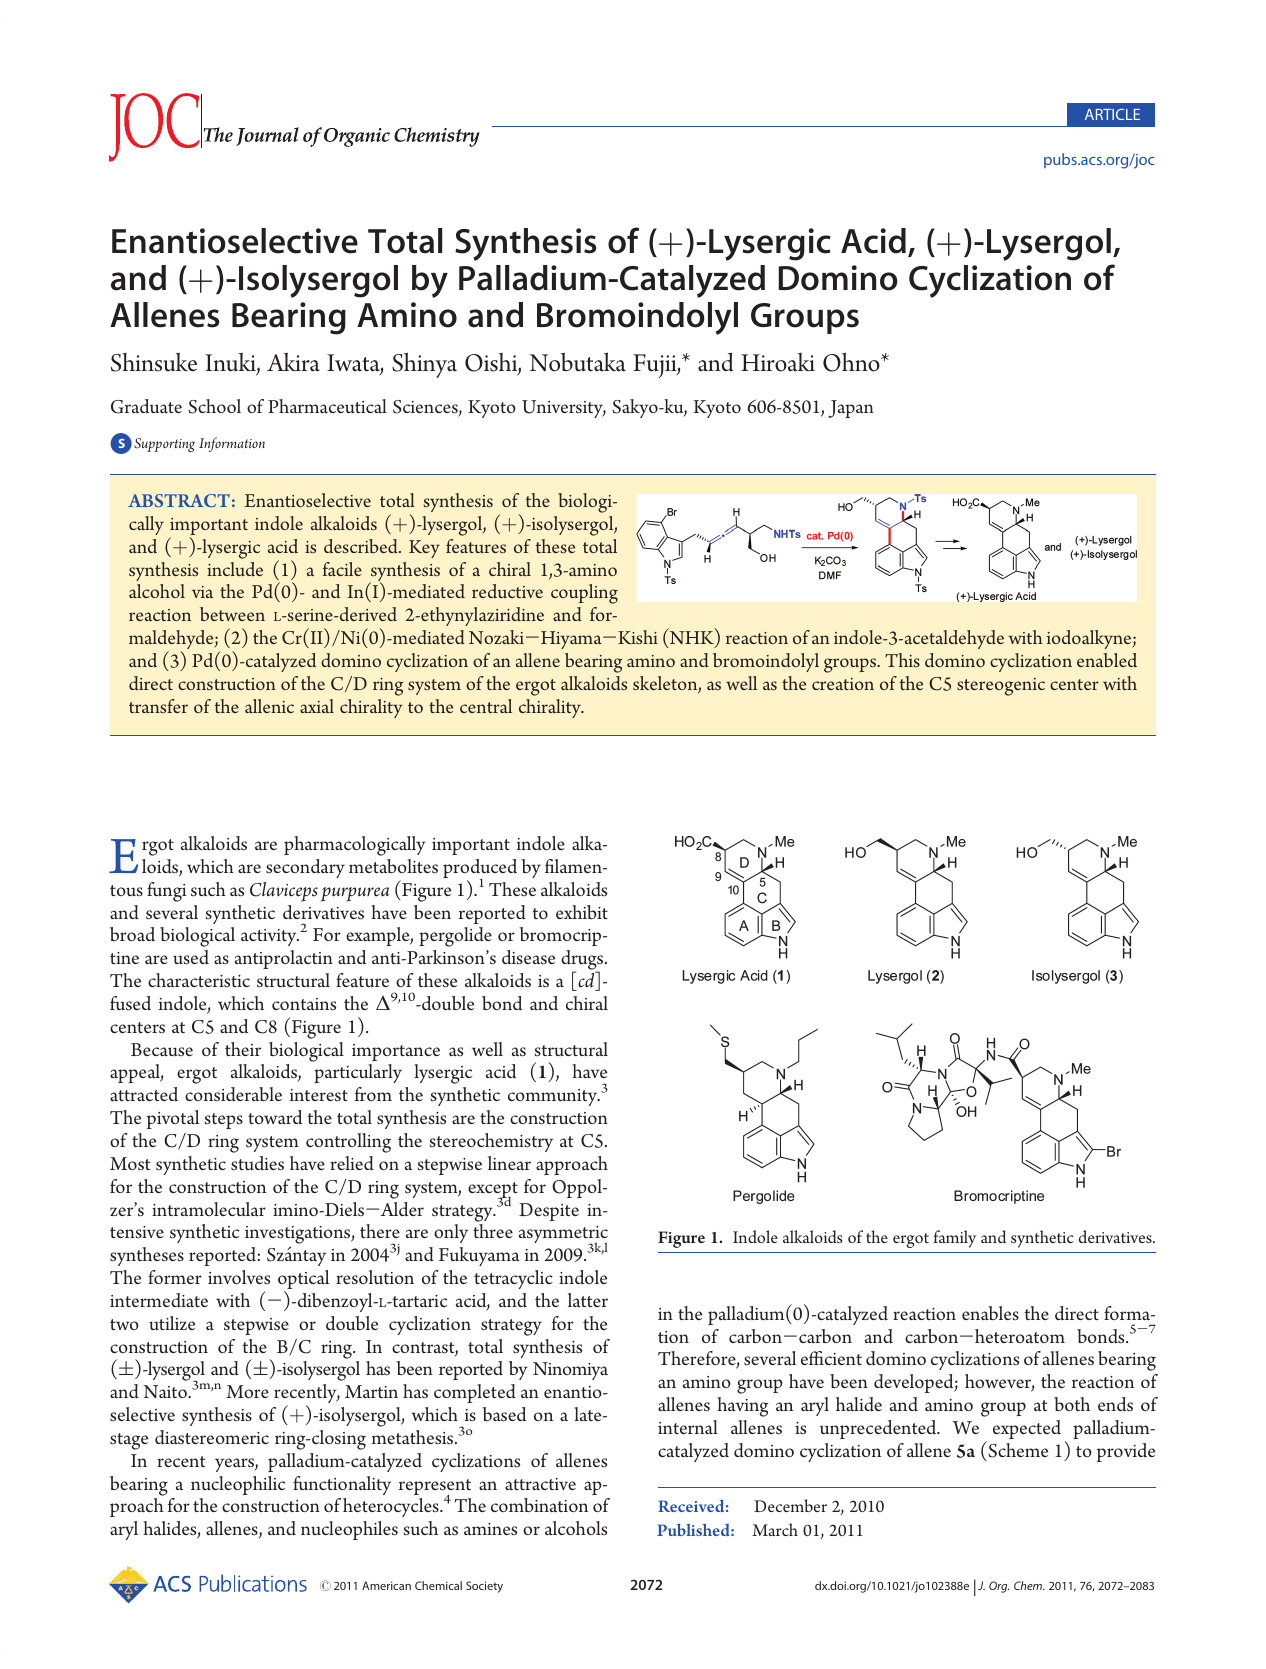 JOC The Journal of Organic Chemistry
ARTICLE
pubs.acs.org/joc
Enantioselective Total Synthesis of (+)-Lysergic Acid, (+)-Lysergol,
and (+)-Isolysergol by Palladium-Catalyzed Domino Cyclization of
Allenes Bearing Amino and Bromoindolyl Groups
Shinsuke Inuki, Akira Iwata, Shinya Oishi, Nobutaka Fujii,* and Hiroaki Ohno*
Graduate School of Pharmaceutical Sciences, Kyoto University, Sakyo-ku, Kyoto 606-8501, Japan
S Supporting Information
ABSTRACT: Enantioselective total synthesis of the biologi-
cally important indole alkaloids (+)-lysergol, (+)-isolysergol,
and (+)-lysergic acid is described. Key features of these total
synthesis include (1) a facile synthesis of a chiral 1,3-amino
alcohol via the Pd(0)- and In(I)-mediated reductive coupling
reaction between L-serine-derived 2-ethynylaziridine and for-
maldehyde; (2) the Cr(II)/Ni(0)-mediated Nozaki−Hiyama−Kishi (NHK) reaction of an indole-3-acetaldehyde with iodoalkyne;
and (3) Pd(0)-catalyzed domino cyclization of an allene bearing amino and bromoindolyl groups. This domino cyclization enabled
direct construction of the C/D ring system of the ergot alkaloids skeleton, as well as the creation of the C5 stereogenic center with
transfer of the allenic axial chirality to the central chirality.
Br
H
H
NHTs
OH
N
Ts
cat. Pd(0)
K2CO3
DMF
HO
N
Ts
H
N
Ts
HO2C
N
Me
H
N
H
(+)-Lysergic Acid
and
(+)-Lysergol
(+)-Isolysergol
Ergot alkaloids are pharmacologically important indole alka-
loids, which are secondary metabolites produced by filamen-
tous fungi such as Claviceps purpurea (Figure 1).1 These alkaloids
and several synthetic derivatives have been reported to exhibit
broad biological activity.2 For example, pergolide or bromocrip-
tine are used as antiprolactin and anti-Parkinson's disease drugs.
The characteristic structural feature of these alkaloids is a [cd]-
fused indole, which contains the Δ9,10-double bond and chiral
centers at C5 and C8 (Figure 1).
Because of their biological importance as well as structural
appeal, ergot alkaloids, particularly lysergic acid (1), have
attracted considerable interest from the synthetic community.3
The pivotal steps toward the total synthesis are the construction
of the C/D ring system controlling the stereochemistry at C5.
Most synthetic studies have relied on a stepwise linear approach
for the construction of the C/D ring system, except for Oppol-
zer's intramolecular imino-Diels−Alder strategy.3d Despite in-
tensive synthetic investigations, there are only three asymmetric
syntheses reported: Szántay in 20043j and Fukuyama in 2009.3k,l
The former involves optical resolution of the tetracyclic indole
intermediate with (−)-dibenzoyl-L-tartaric acid, and the latter
two utilize a stepwise or double cyclization strategy for the
construction of the B/C ring. In contrast, total synthesis of
(±)-lysergol and (±)-isolysergol has been reported by Ninomiya
and Naito.3m,n More recently, Martin has completed an enantio-
selective synthesis of (+)-isolysergol, which is based on a late-
stage diastereomeric ring-closing metathesis.3o
In recent years, palladium-catalyzed cyclizations of allenes
bearing a nucleophilic functionality represent an attractive ap-
proach for the construction of heterocycles.4 The combination of
aryl halides, allenes, and nucleophiles such as amines or alcohols
HO2C
8
9
10
D
N
Me
H
5
C
A
B
N
H
Lysergic Acid (1)
HO
N
Me
H
N
H
Lysergol (2)
HO
N
Me
H
N
H
Isolysergol (3)
S
N
H
H
N
H
Pergolide
H
O
H
N
O
O
N
N
H
O
OH
N
Me
H
Br
N
H
Bromocriptine
Figure 1. Indole alkaloids of the ergot family and synthetic derivatives.
in the palladium(0)-catalyzed reaction enables the direct forma-
tion of carbon−carbon and carbon−heteroatom bonds.5−7
Therefore, several efficient domino cyclizations of allenes bearing
an amino group have been developed; however, the reaction of
allenes having an aryl halide and amino group at both ends of
internal allenes is unprecedented. We expected palladium-
catalyzed domino cyclization of allene 5a (Scheme 1) to provide
Received: December 2, 2010
Published: March 01, 2011
ACS Publications © 2011 American Chemical Society
2072
dx.doi.org/10.1021/jo102388e | J. Org. Chem. 2011, 76, 2072–2083